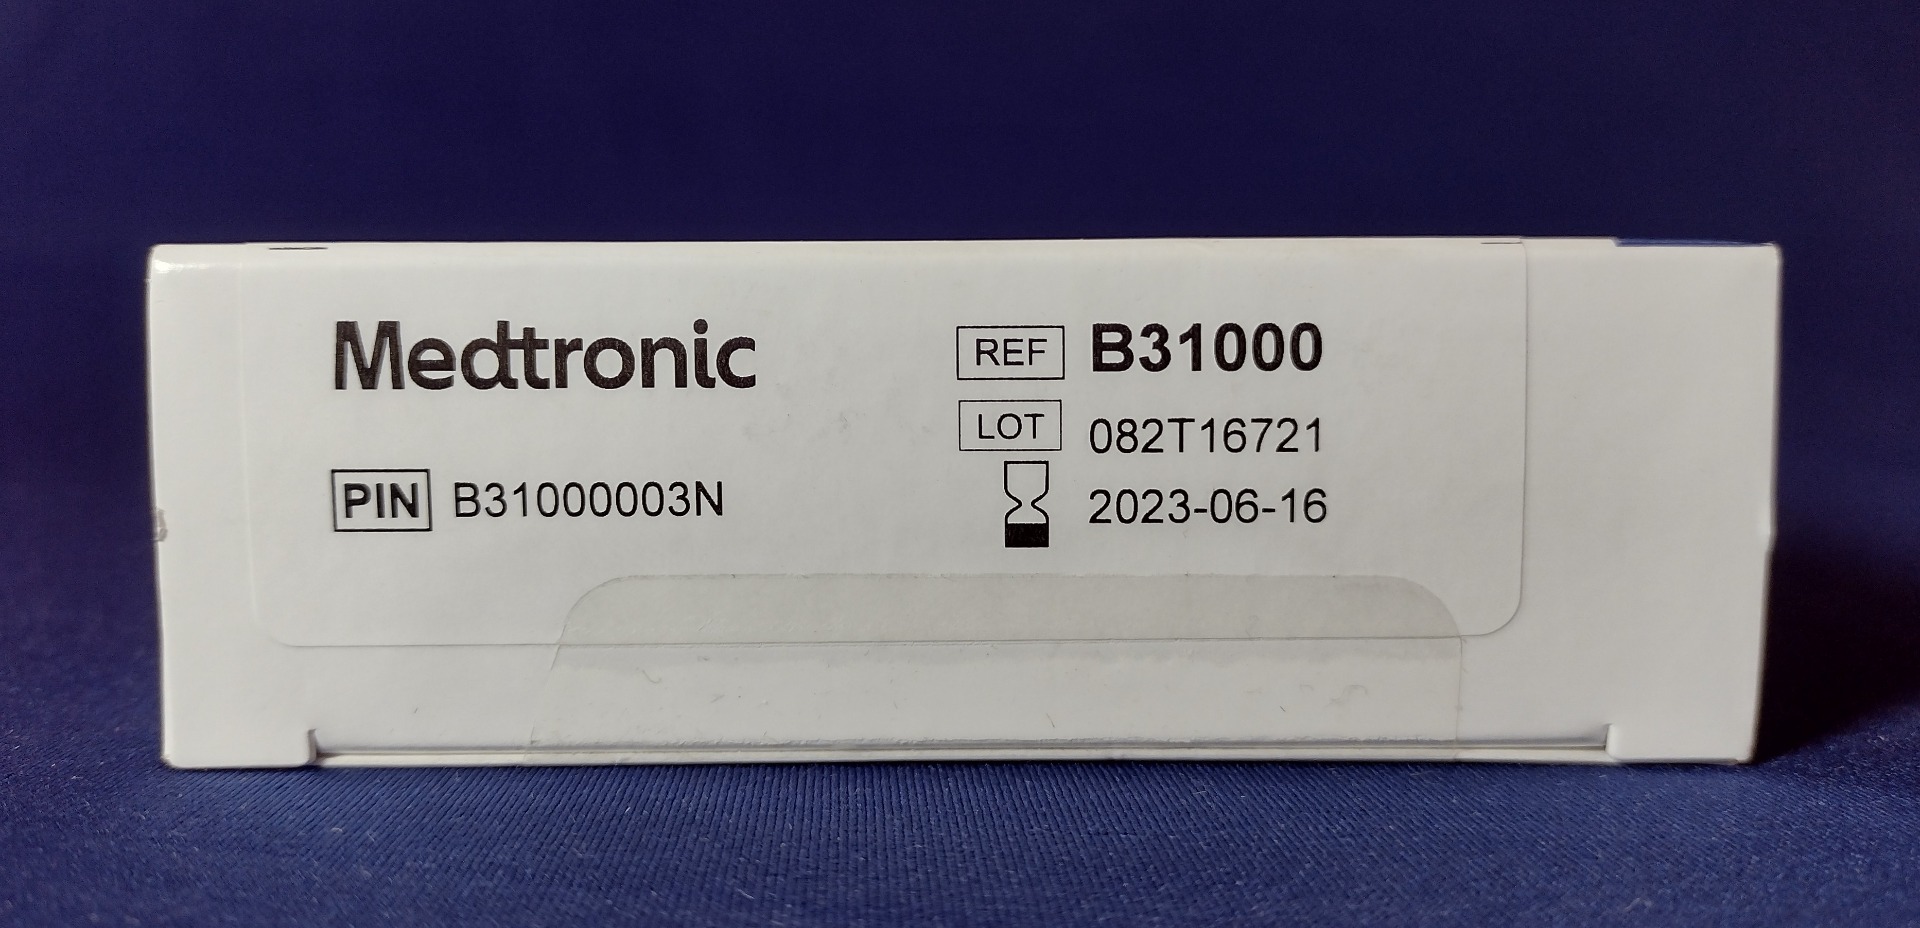 Medtronic
PIN B31000003N
REF B31000
LOT 082T16721
2023-06-16